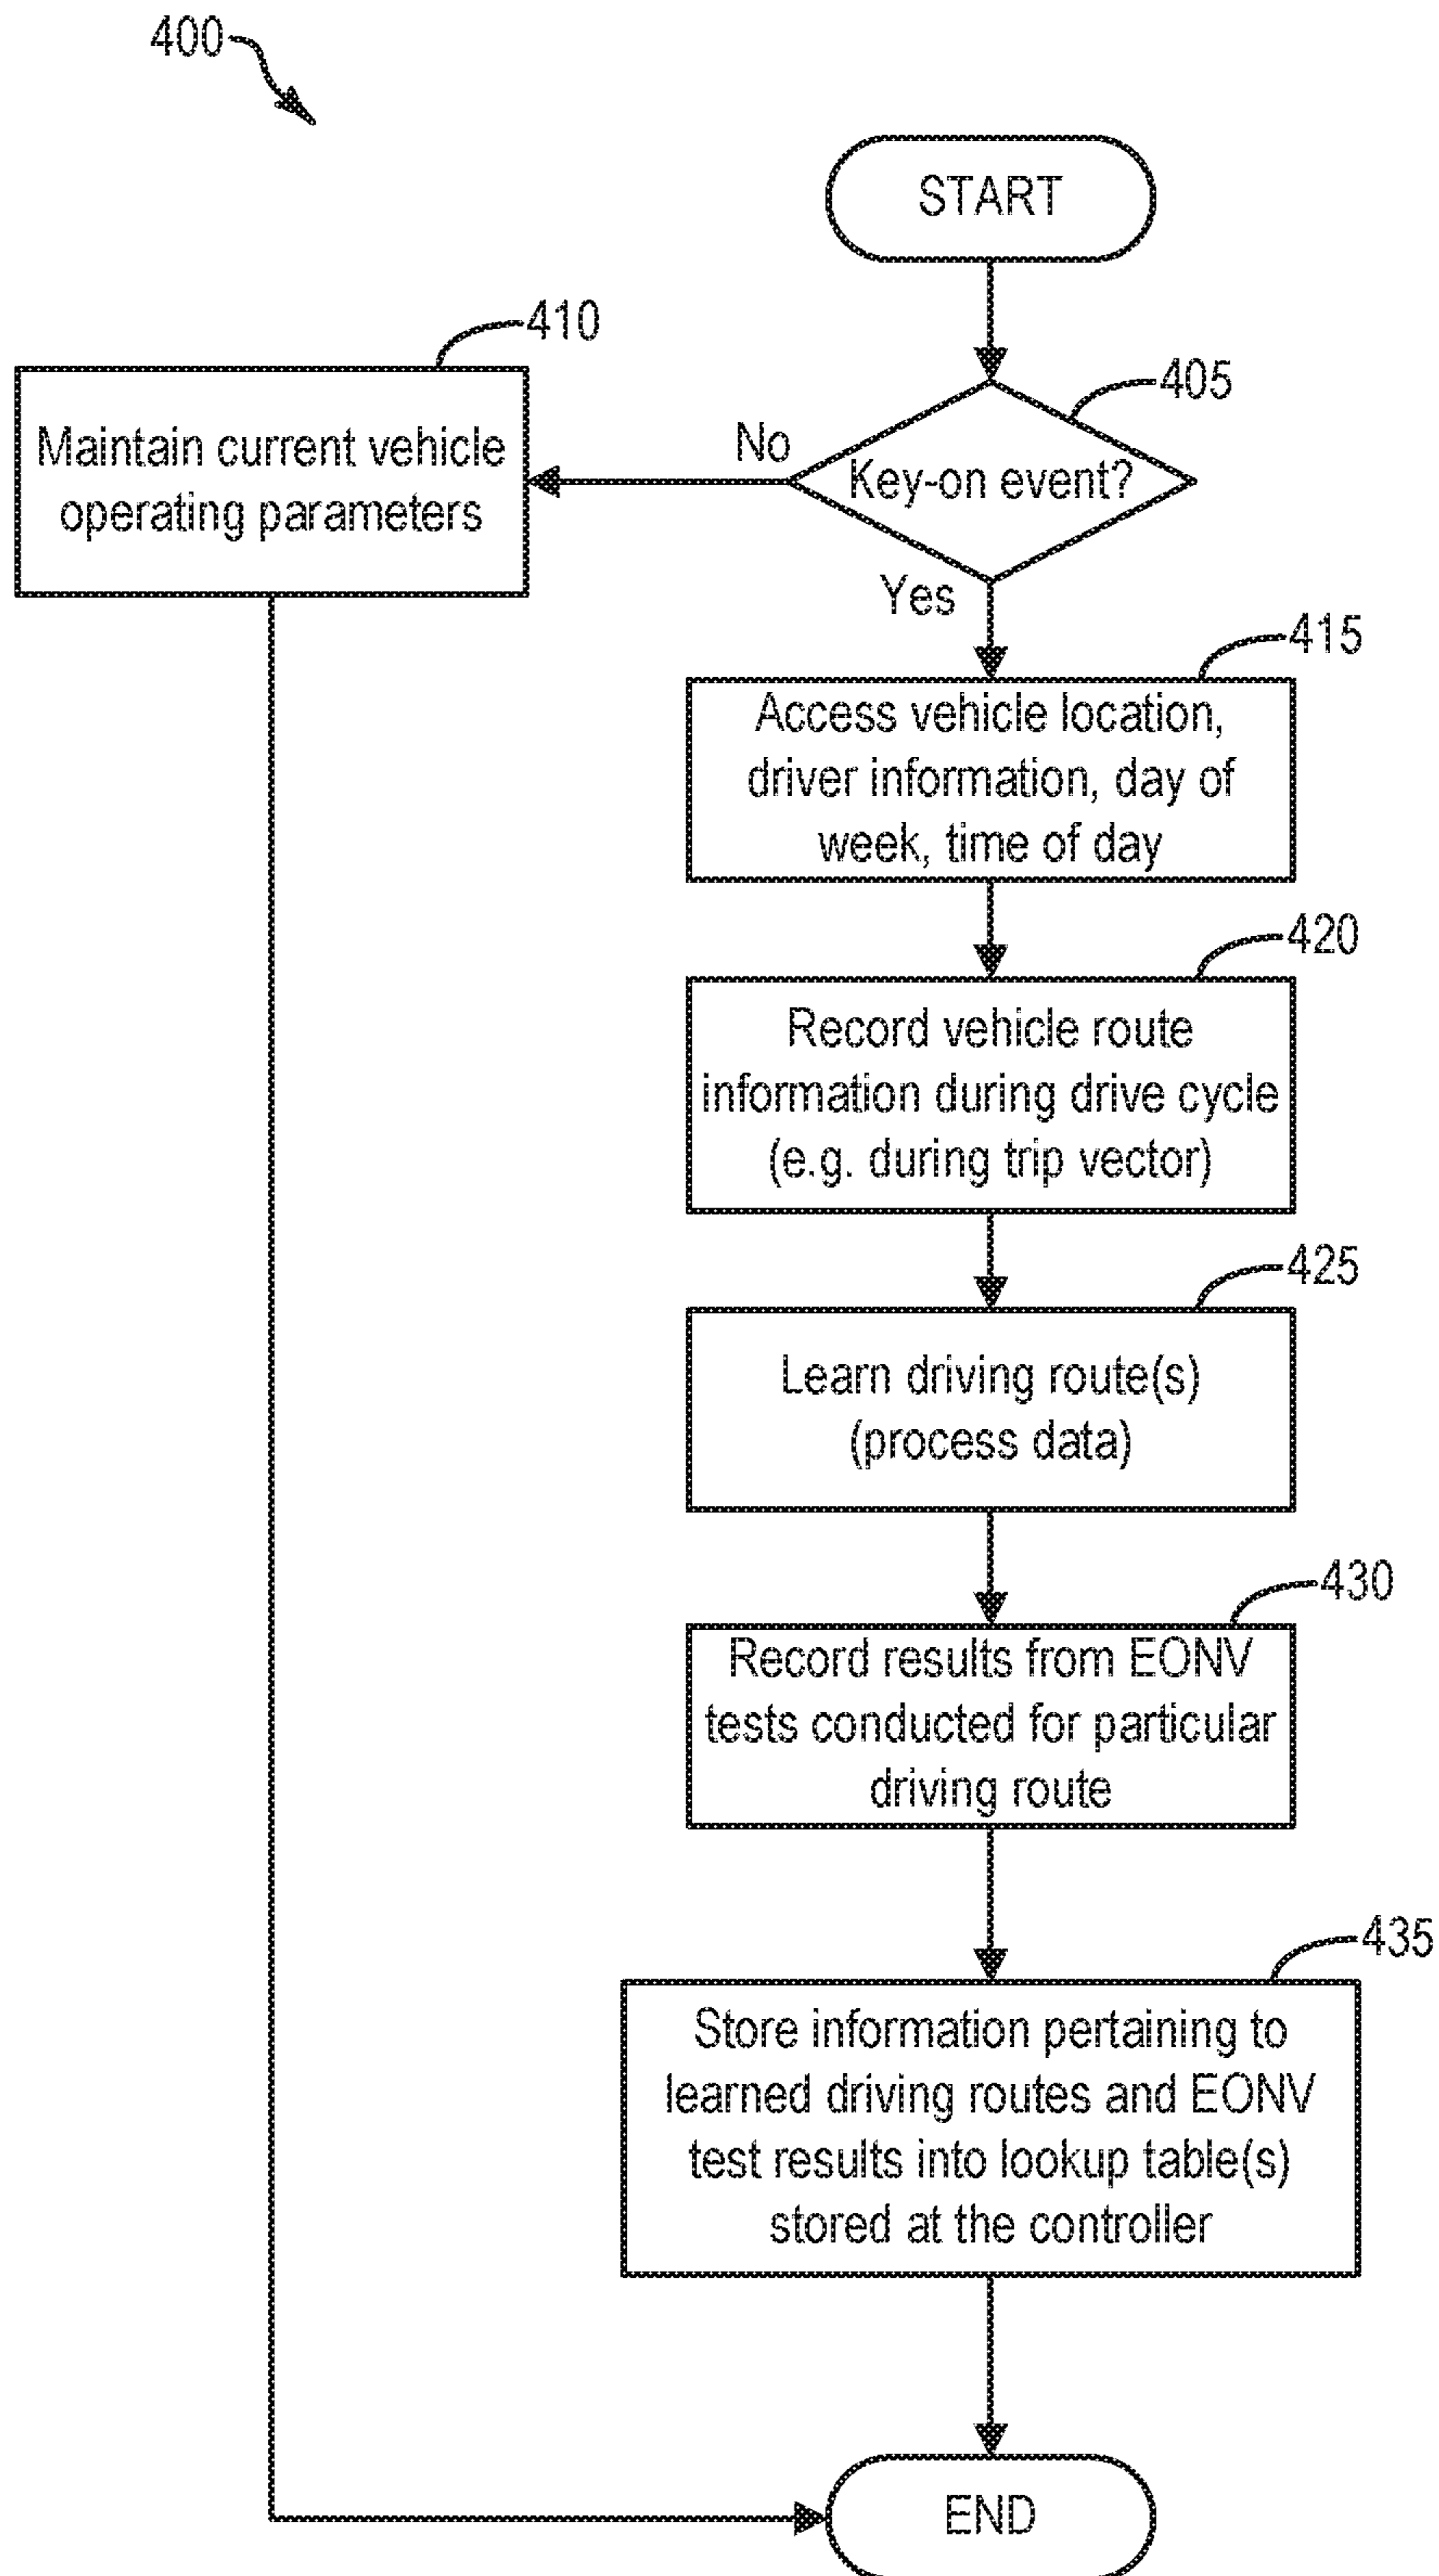 400
START
410
405
Maintain current vehicle
operating parameters
No
Key-on event?
Yes
415
Access vehicle location,
driver information, day of
week, time of day
420
Record vehicle route
information during drive cycle
(e.g. during trip vector)
425
Learn driving route(s)
(process data)
430
Record results from EONV
tests conducted for particular
driving route
435
Store information pertaining to
learned driving routes and EONV
test results into lookup table(s)
stored at the controller
END